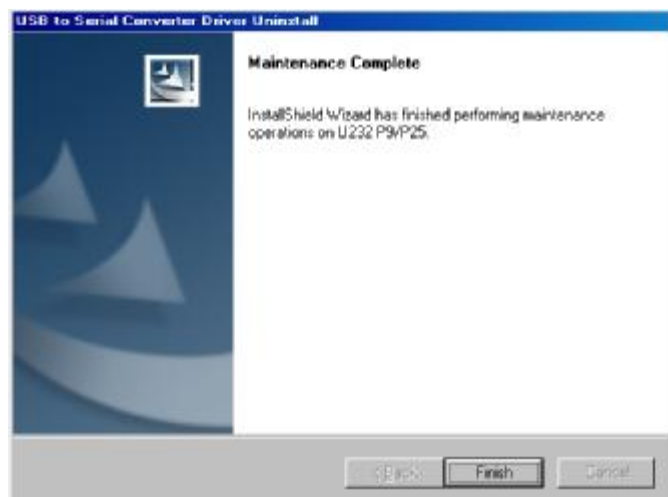 USB to Serial Converter Driver Uninstall
Maintenance Complete
InstallShield Wizard has finished performing maintenance
operations on U232 P9/P25.
< Back
Finish
Cancel